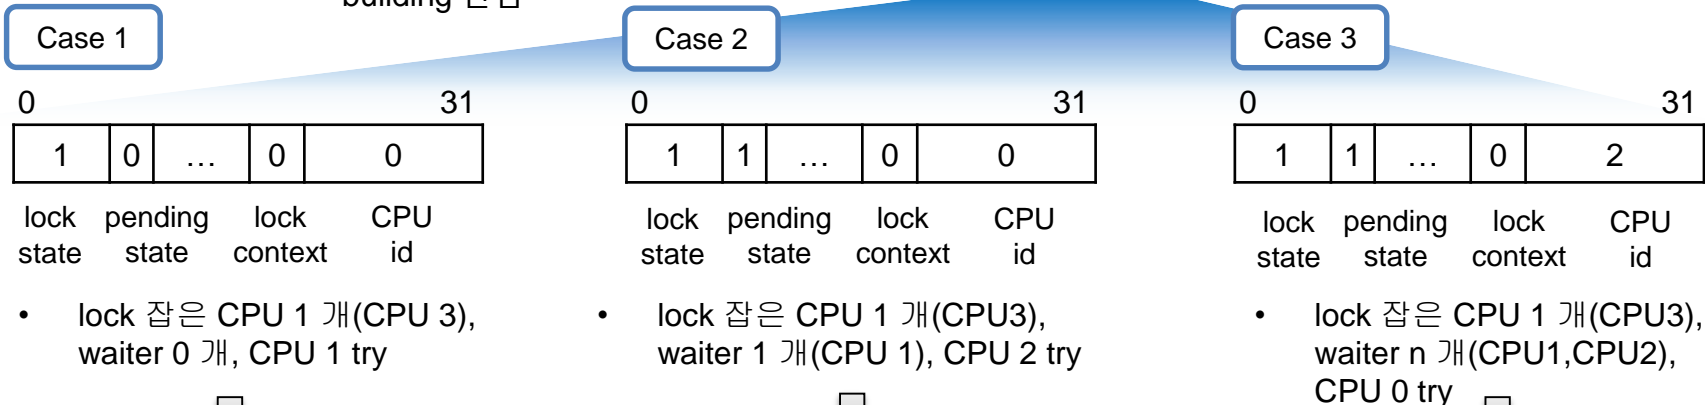 building
Case 1
Case 2
Case 3
0 31
0 31
0 31
1 0 … 0 0
1 1 … 0 0
1 1 … 0 2
lock pending lock CPU
state state context id
lock pending lock CPU
state state context id
lock pending lock CPU
state state context id
• lock 잡은 CPU 1 개(CPU 3),
waiter 0 개, CPU 1 try
• lock 잡은 CPU 1 개(CPU3),
waiter 1 개(CPU 1), CPU 2 try
• lock 잡은 CPU 1 개(CPU3),
waiter n 개(CPU1,CPU2),
CPU 0 try